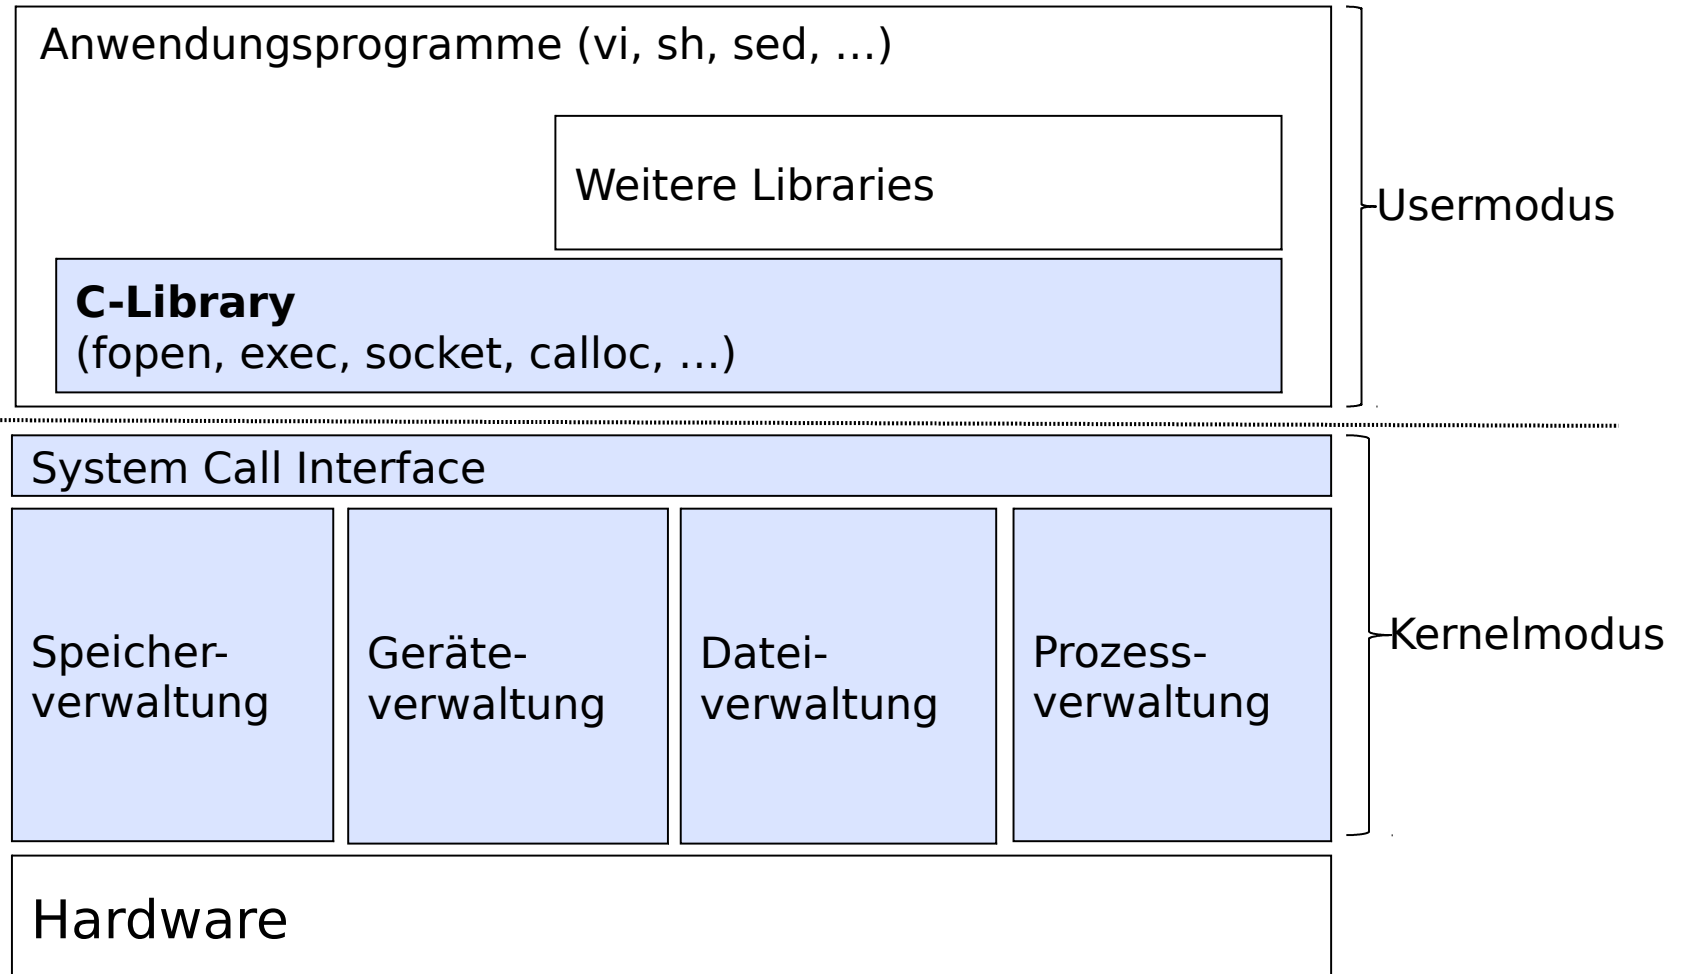 Anwendungsprogramme (vi, sh, sed, ...)
Weitere Libraries
Usermodus
C-Library
(fopen, exec, socket, calloc, ...)
System Call Interface
Speicher-
verwaltung
Geräte-
verwaltung
Datei-
verwaltung
Prozess-
verwaltung
Kernelmodus
Hardware